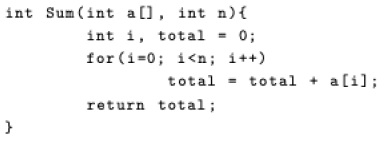 int Sum(int a[], int n){
int i, total = 0;
for(i=0; i<n; i++)
total = total + a[i];
return total;
}